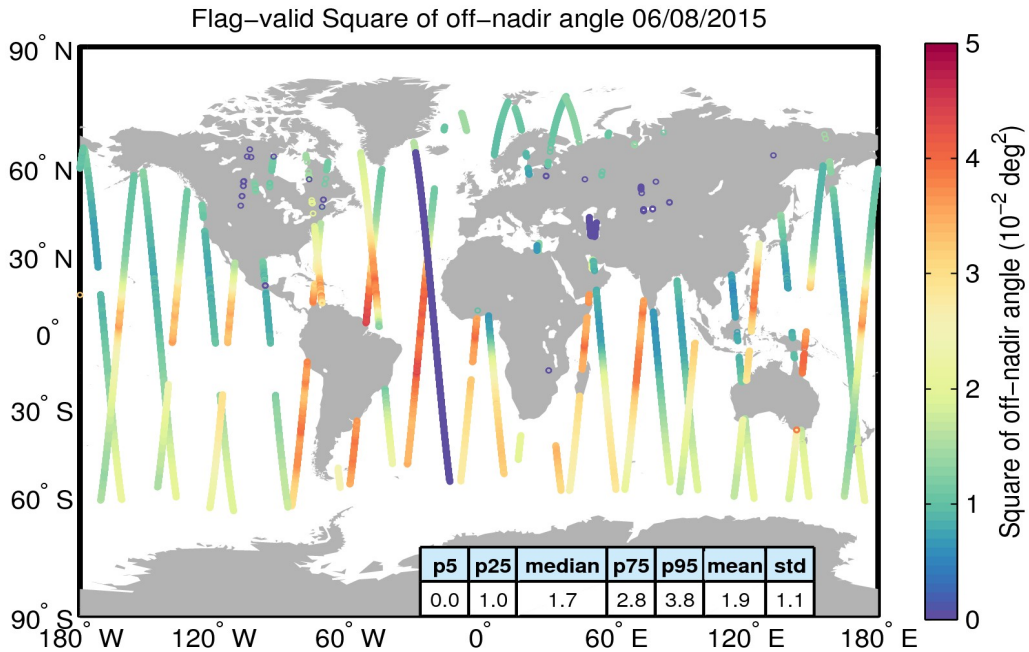 Flag−valid Square of off−nadir angle 06/08/2015
90° N
60° N
30° N
0°
30° S
60° S
90° S
180° W
120° W
60° W
0°
60° E
120° E
180° E
p5 p25 median p75 p95 mean std
0.0 1.0 1.7 2.8 3.8 1.9 1.1
5
4
3
2
1
0
Square of off−nadir angle (10⁻² deg²)